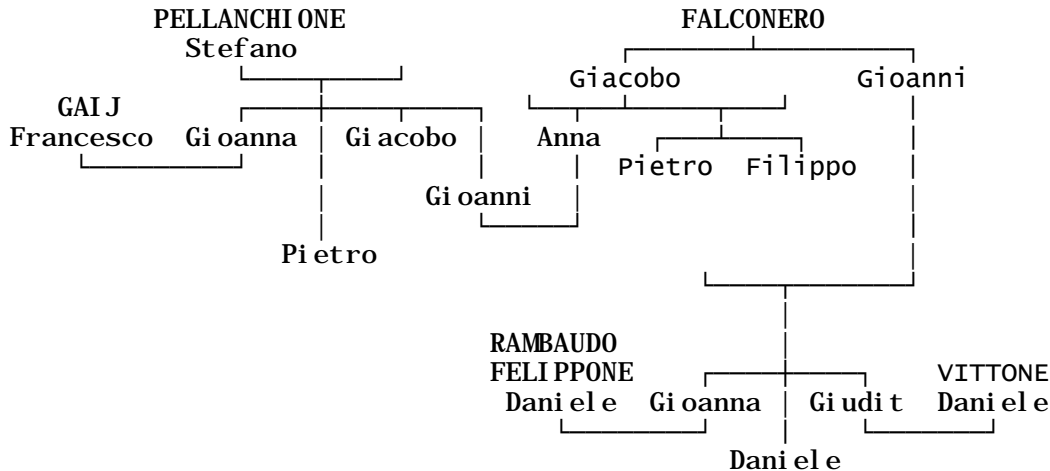 PELLANCHIONE FALCONERO
Stefano
Giacobo Gioanni
GAIJ
Francesco Gioanna Giacobo Anna
Pietro Filippo
Gioanni
Pietro
RAMBAUDO
FELIPPONE VITTONE
Daniele Gioanna Giudit Daniele
Daniele